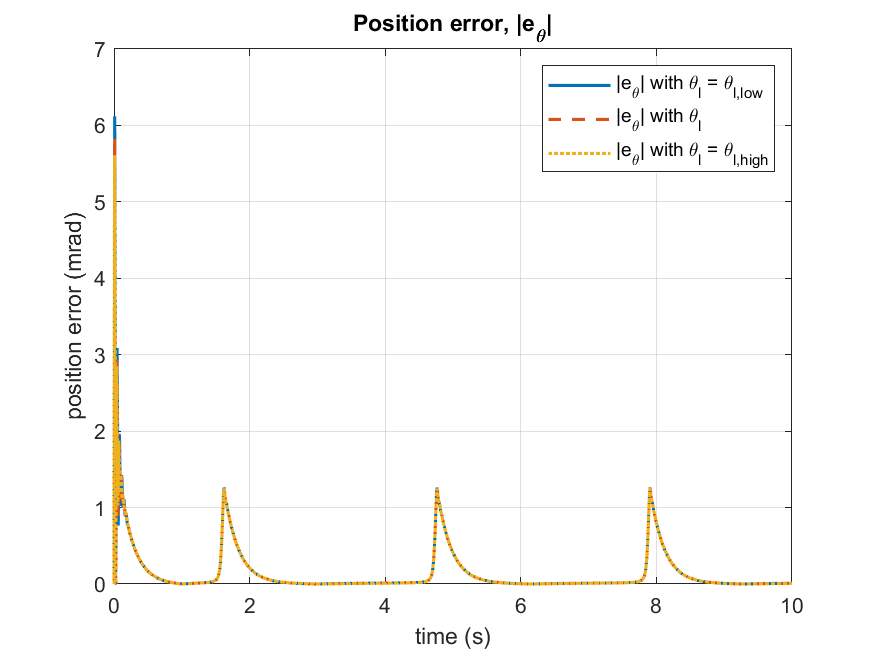 Position error, |e_θ|
|e_θ| with θ_l = θ_l,low
|e_θ| with θ_l
|e_θ| with θ_l = θ_l,high
position error (mrad)
7
6
5
4
3
2
1
0
0 2 4 6 8 10
time (s)